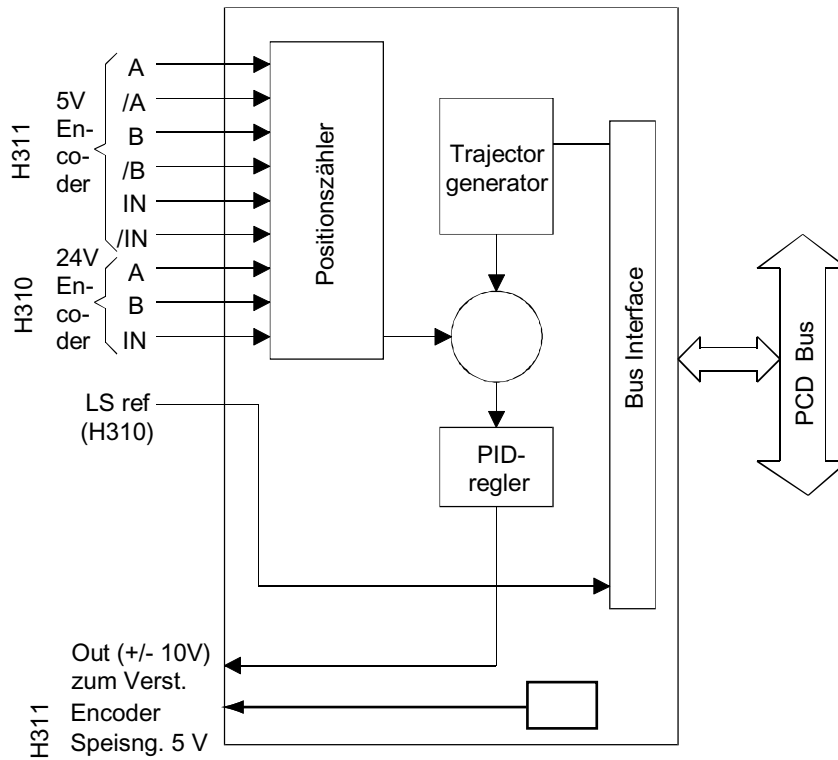 H311
5V
En-
co-
der
A
/A
B
/B
IN
/IN
H310
24V
En-
co-
der
A
B
IN
LS ref
(H310)
Positionszähler
Trajector
generator
PID-
regler
Bus Interface
PCD Bus
Out (+/- 10V)
zum Verst.
H311
Encoder
Speisng. 5 V